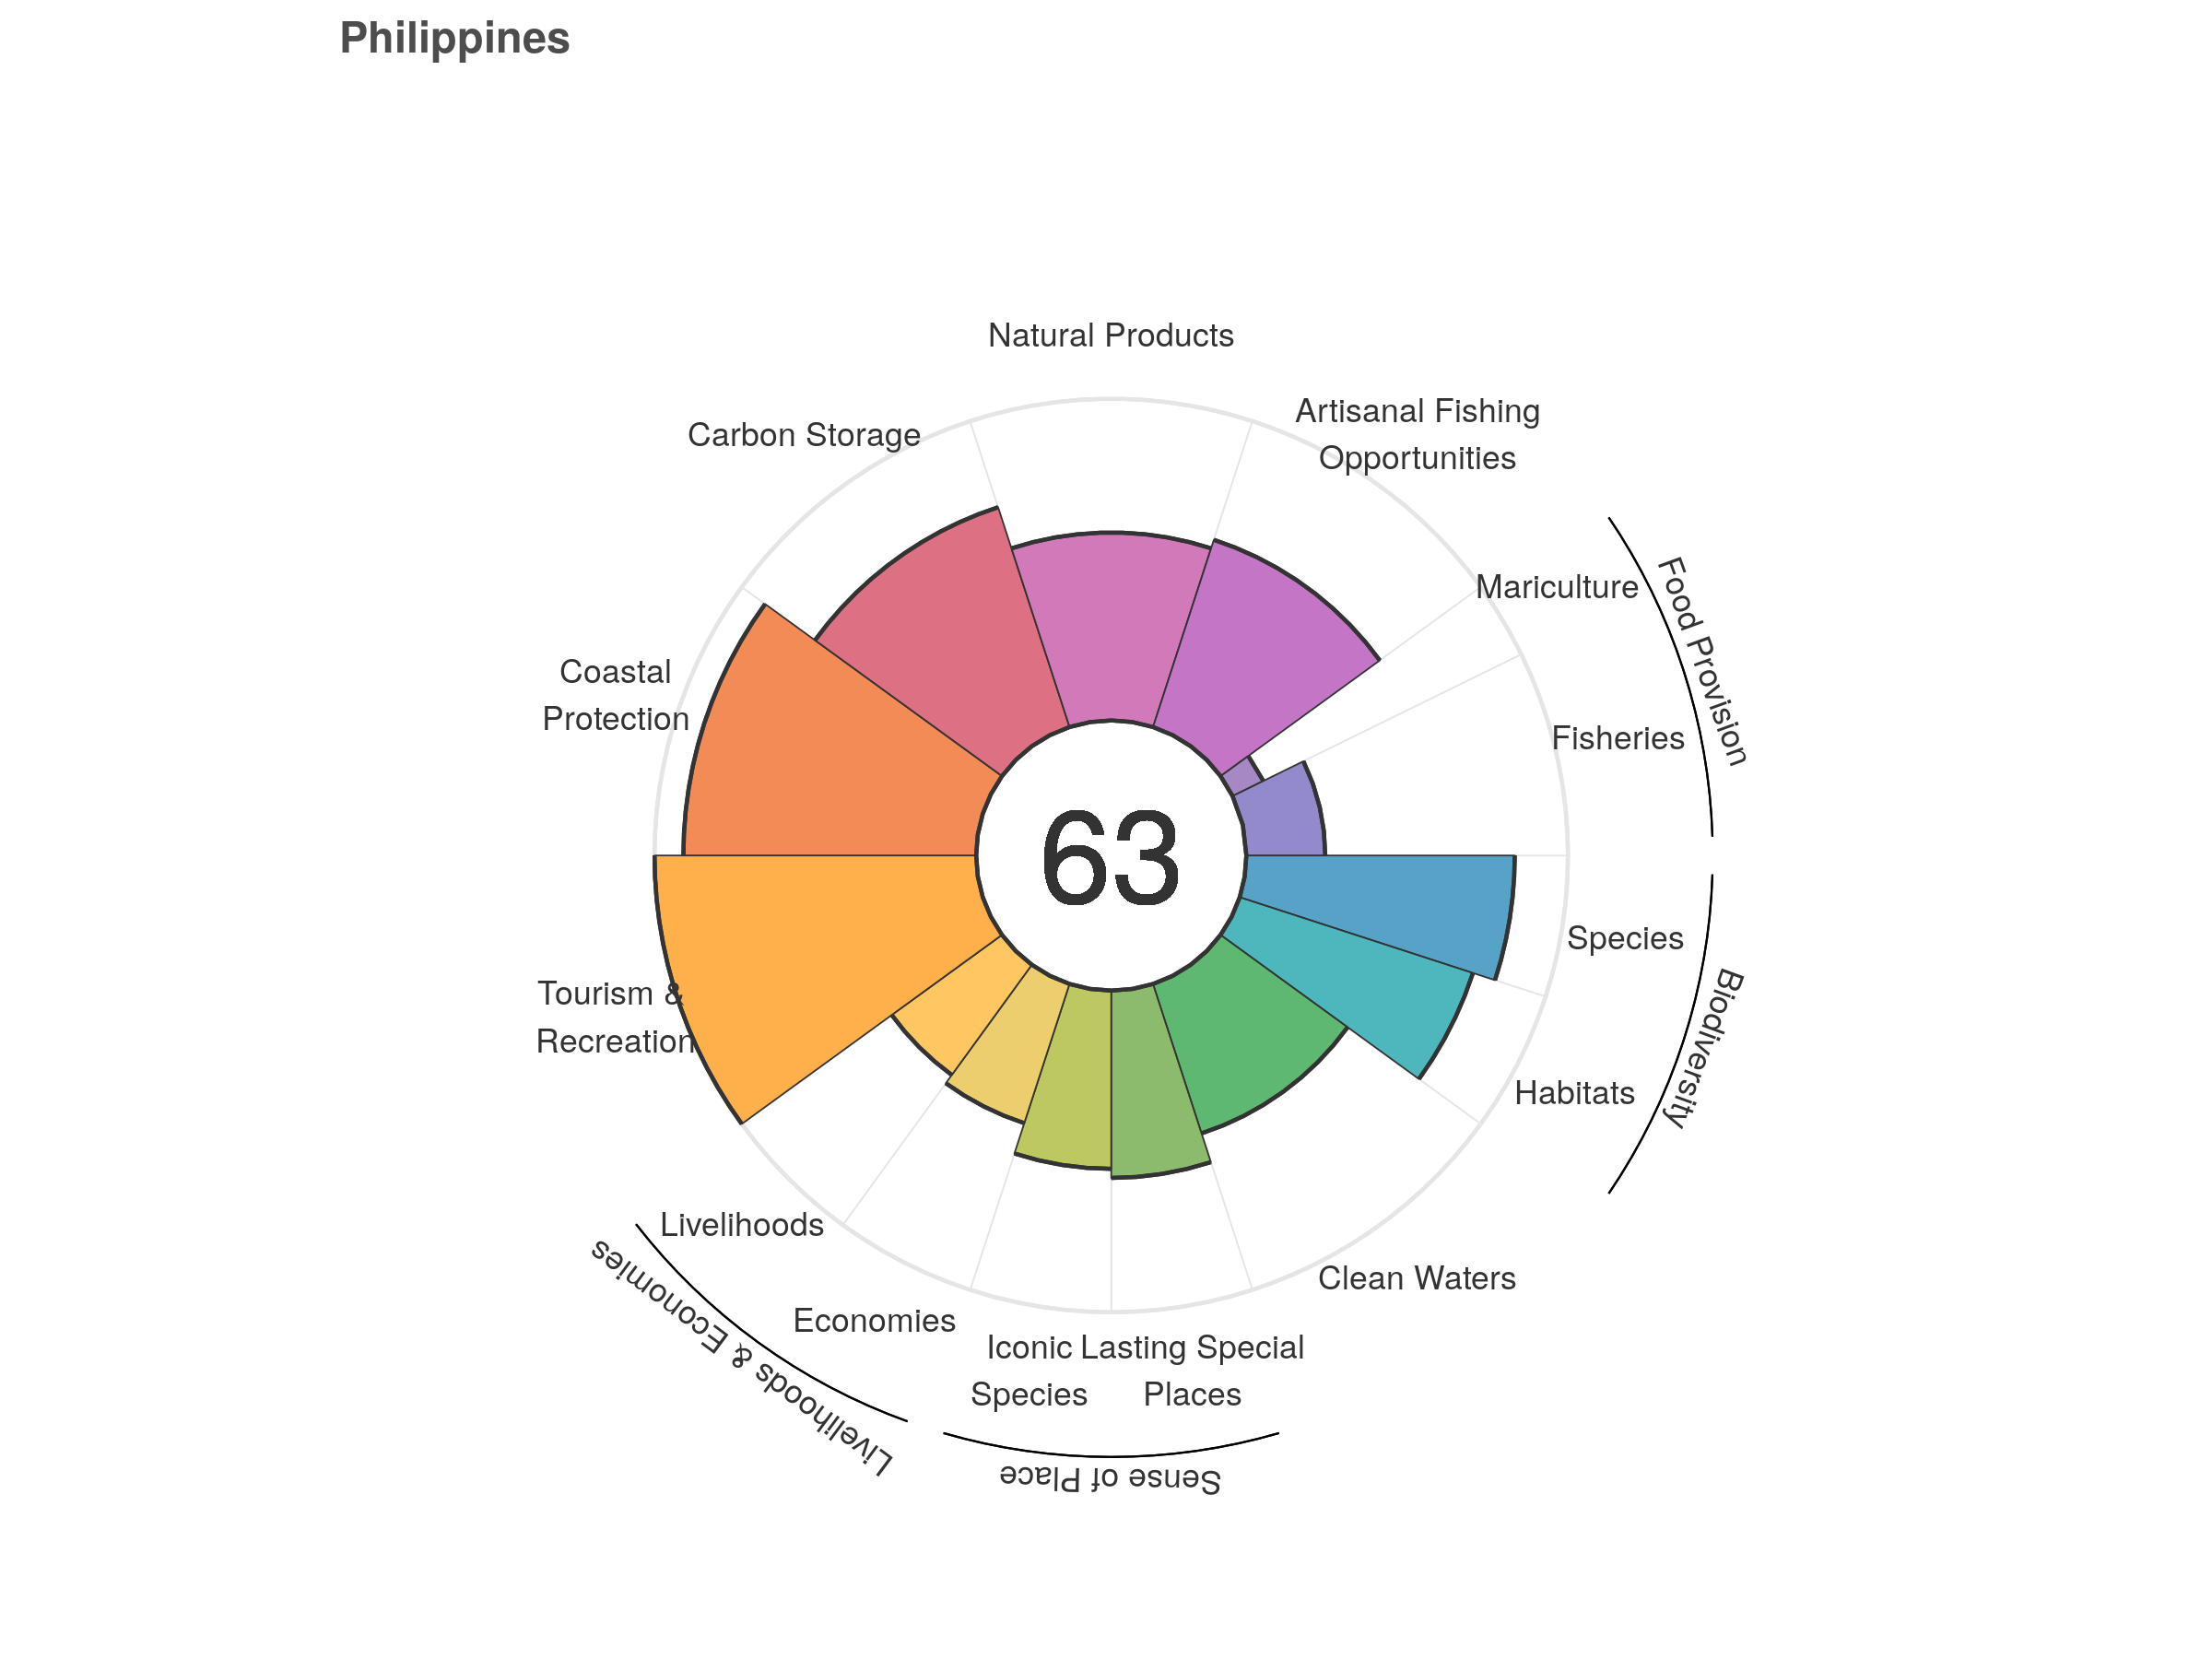 Philippines
Natural Products
Artisanal Fishing
Opportunities
Carbon Storage
Mariculture
Food Provision
Coastal
Protection
Fisheries
63
Species
Biodiversity
Tourism &
Recreation
Habitats
Livelihoods
Livelihoods & Economies
Clean Waters
Economies
Iconic
Species
Lasting Special
Places
Sense of Place